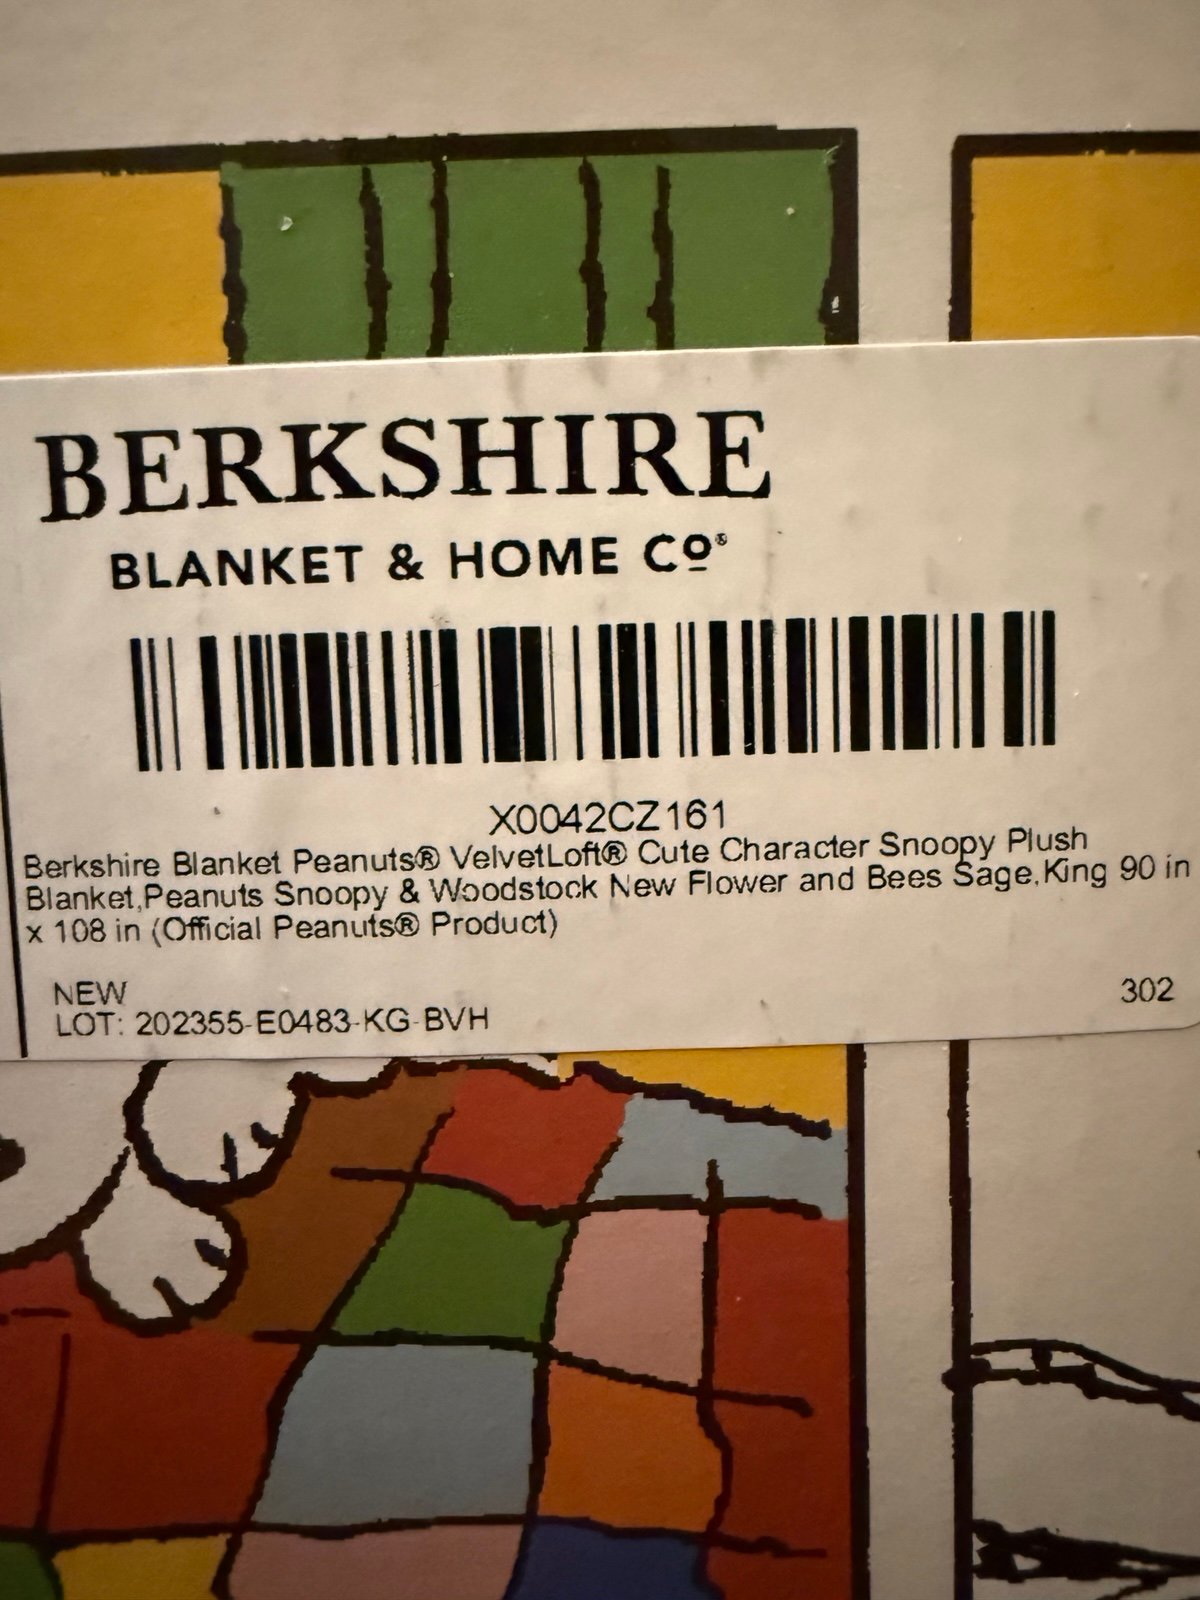 BERKSHIRE
BLANKET & HOME Cº®
X0042CZ161
Berkshire Blanket Peanuts® VelvetLoft® Cute Character Snoopy Plush
Blanket,Peanuts Snoopy & Woodstock New Flower and Bees Sage,King 90 in
x 108 in (Official Peanuts® Product)
NEW
302
LOT: 202355-E0483-KG-BVH